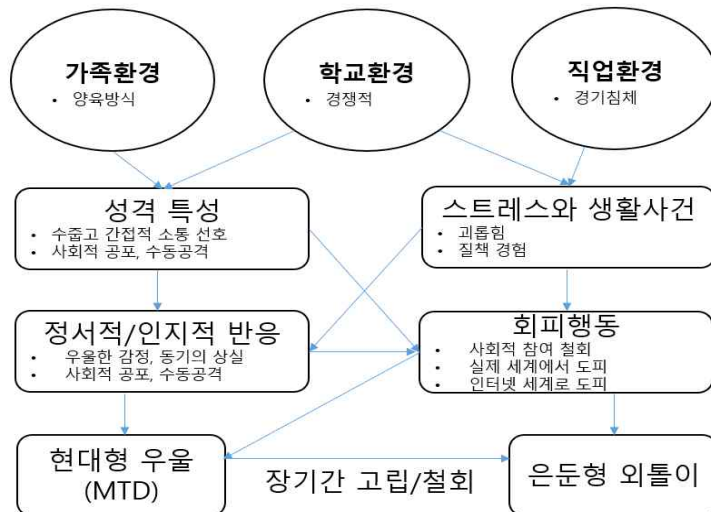 가족환경
• 양육방식
학교환경
• 경쟁적
직업환경
• 경기침체
성격 특성
• 수줍고 간접적 소통 선호
• 사회적 공포, 수동공격
스트레스와 생활사건
• 괴롭힘
• 질책 경험
정서적/인지적 반응
• 우울한 감정, 동기의 상실
• 사회적 공포, 수동공격
회피행동
• 사회적 참여 철회
• 실제 세계에서 도피
• 인터넷 세계로 도피
현대형 우울
(MTD)
장기간 고립/철회
은둔형 외톨이